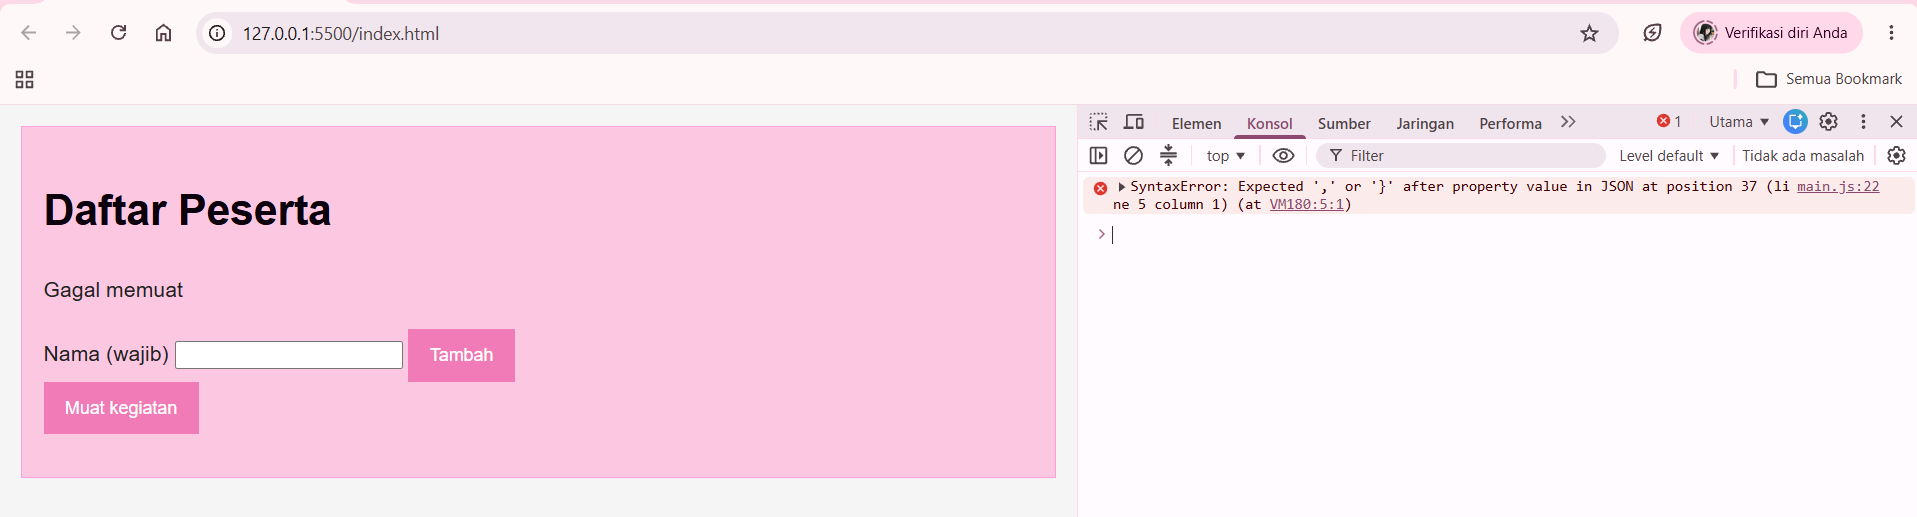 127.0.0.1:5500/index.html
Verifikasi diri Anda
Semua Bookmark
Daftar Peserta
Gagal memuat
Nama (wajib)
Tambah
Muat kegiatan
Elemen Konsol Sumber Jaringan Performa 1 Utama
top Filter Level default Tidak ada masalah
SyntaxError: Expected ',' or '}' after property value in JSON at position 37 (li main.js:22
ne 5 column 1) (at VM180:5:1)